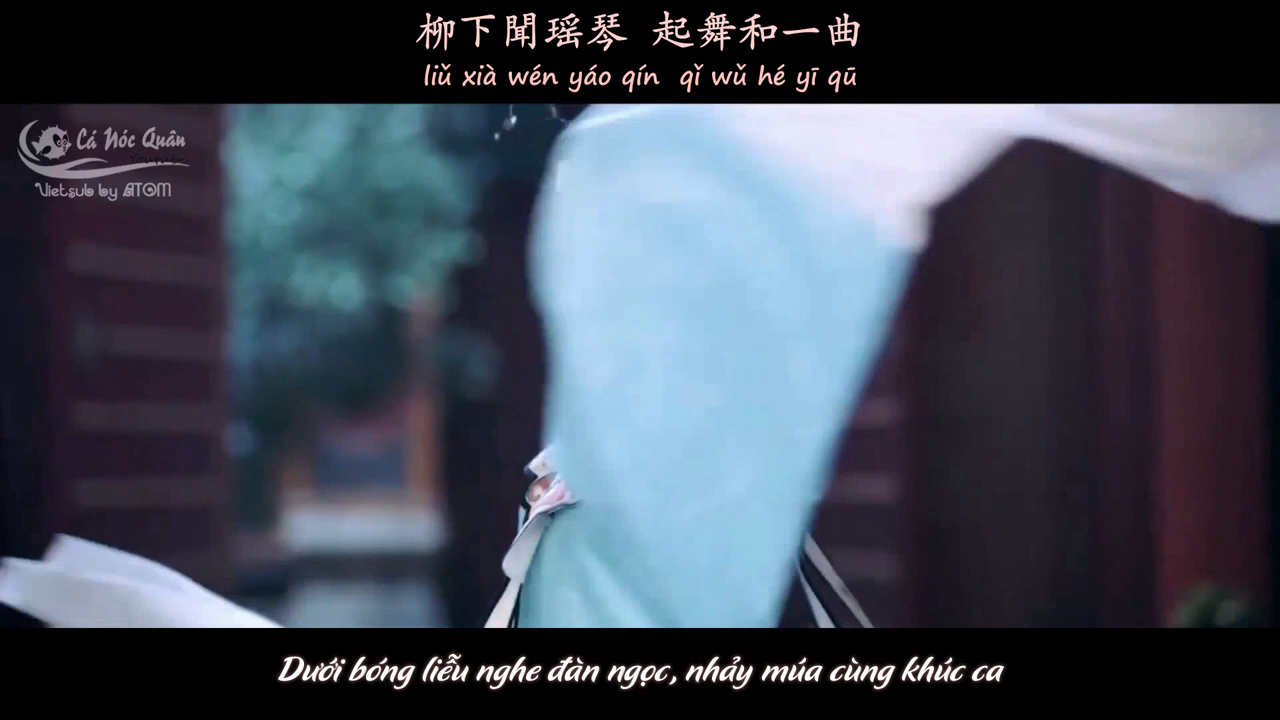 柳下聞瑶琴 起舞和一曲
liǔ xià wén yáo qín qǐ wǔ hé yī qū
Cá Nóc Quân
Vietsub by ATOM
Dưới bóng liễu nghe đàn ngọc, nhảy múa cùng khúc ca